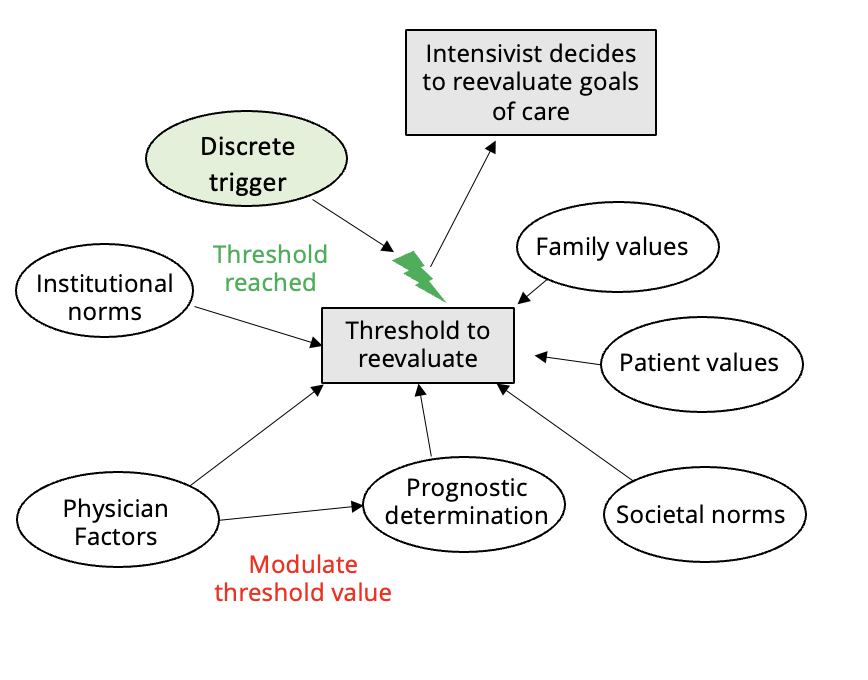 Intensivist decides
to reevaluate goals
of care
Discrete
trigger
Threshold
reached
Family values
Institutional
norms
Threshold to
reevaluate
Patient values
Prognostic
determination
Physician
Factors
Societal norms
Modulate
threshold value